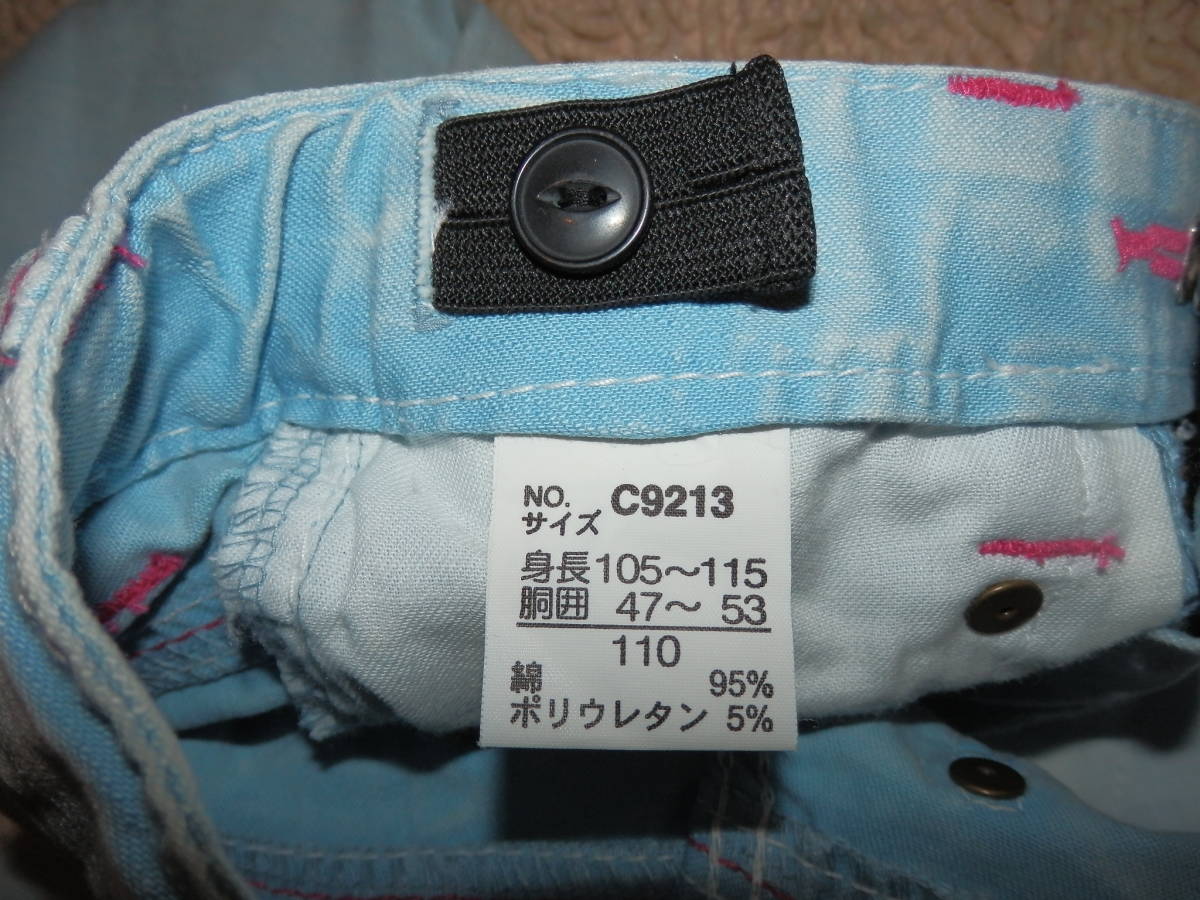 NO. C9213
サイズ
身長105～115
胴囲 47～ 53
110
綿 95%
ポリウレタン 5%